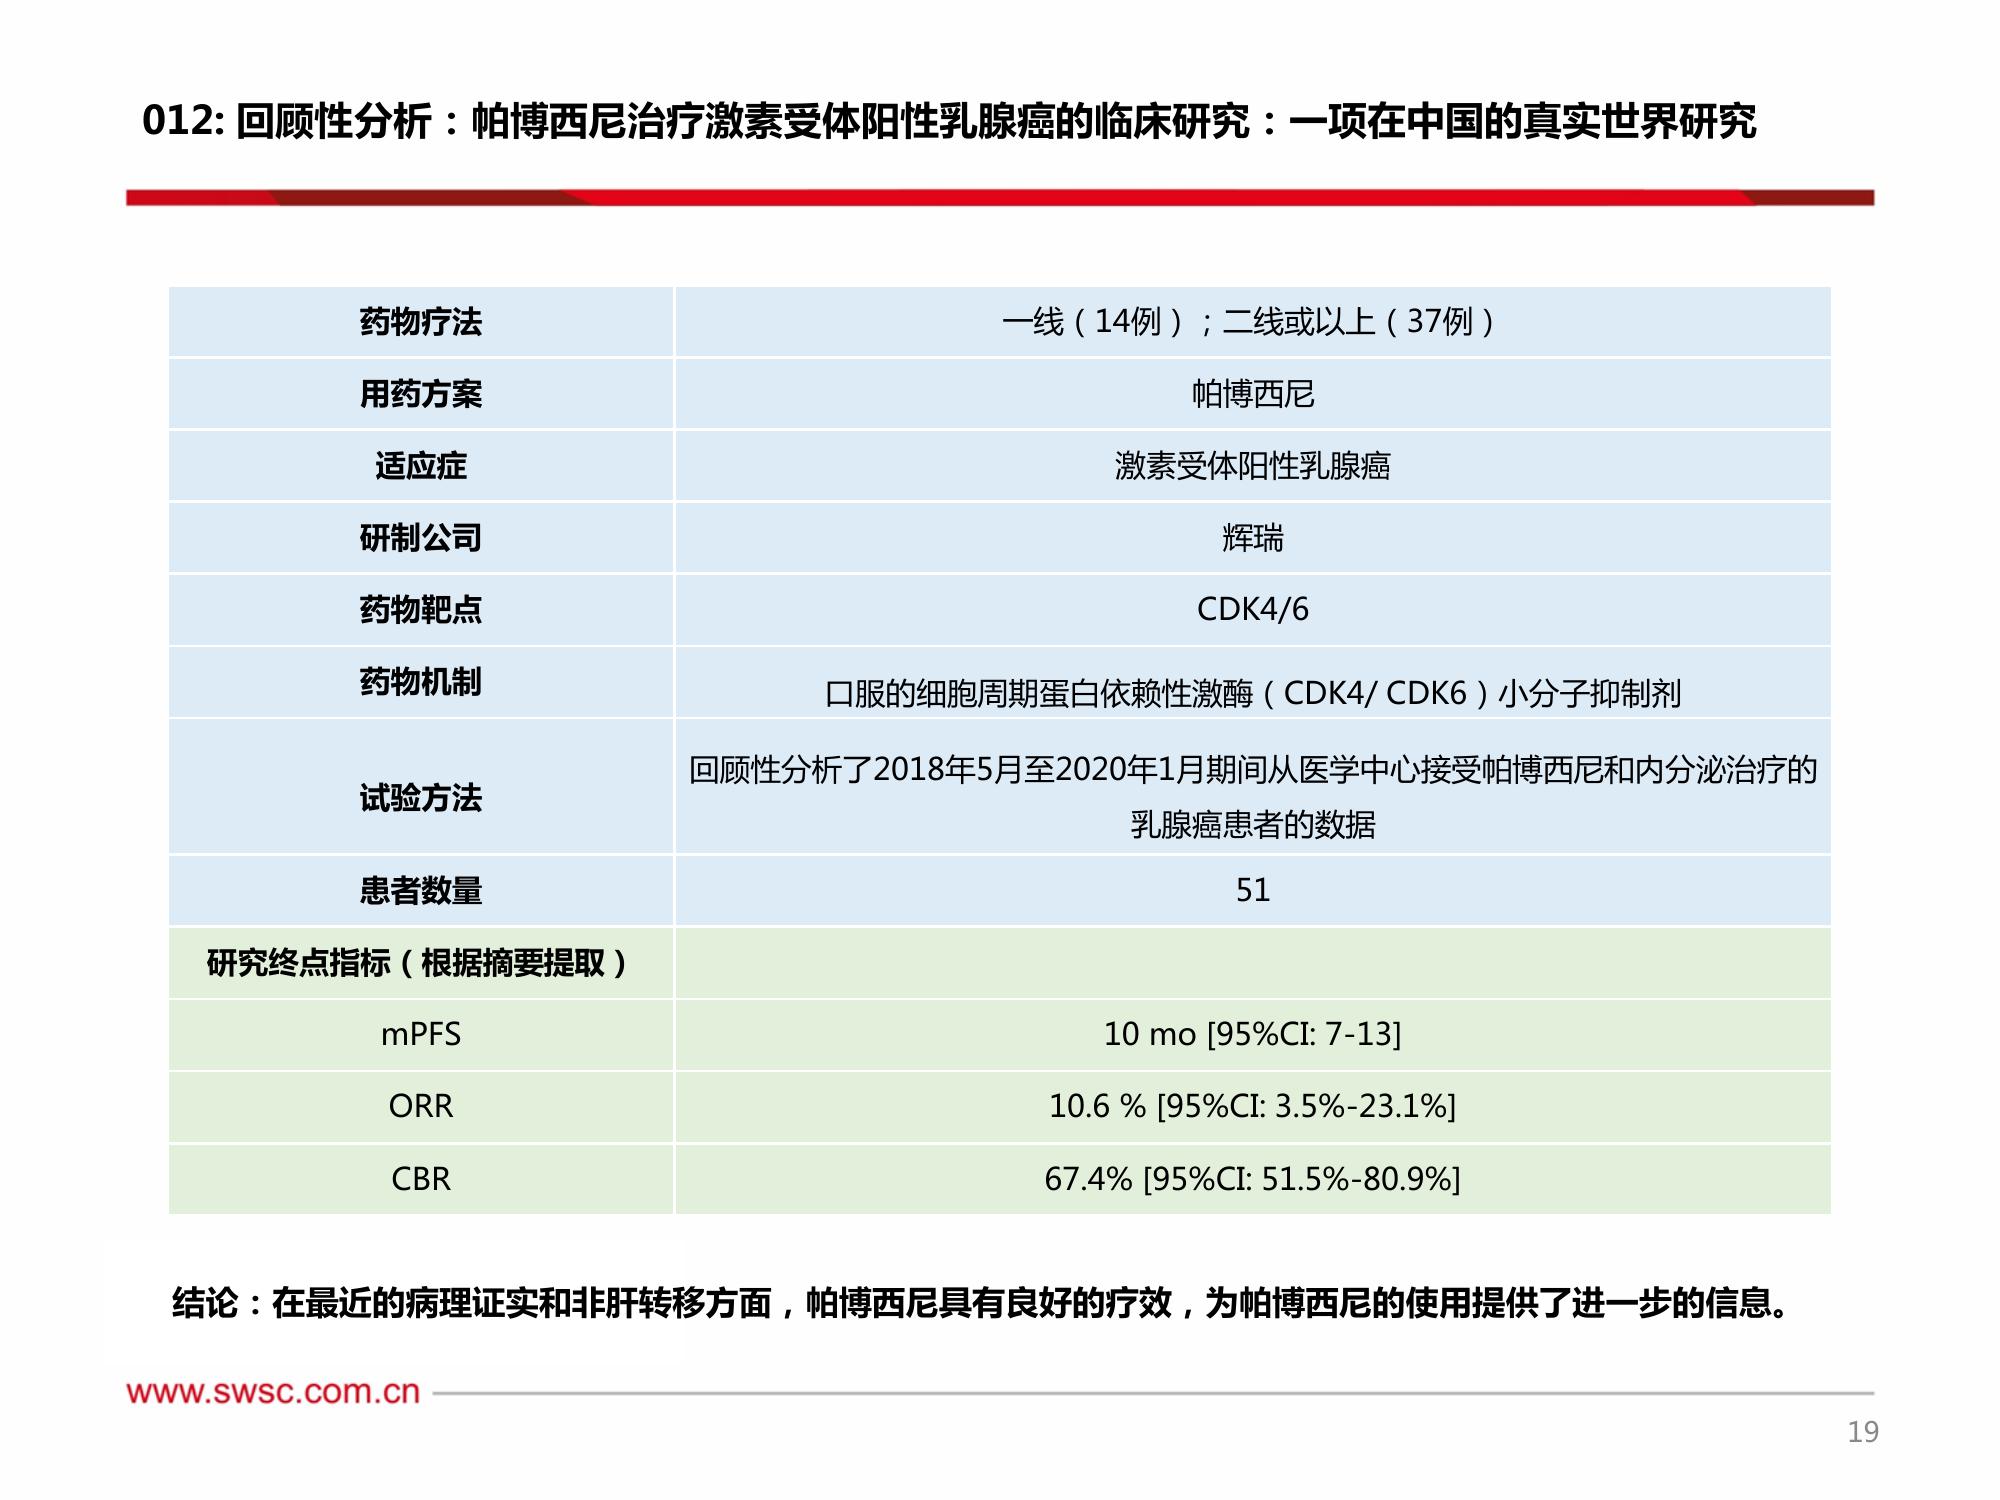 012: 回顾性分析：帕博西尼治疗激素受体阳性乳腺癌的临床研究：一项在中国的真实世界研究
药物疗法
一线（14例）；二线或以上（37例）
用药方案
帕博西尼
适应症
激素受体阳性乳腺癌
研制公司
辉瑞
药物靶点
CDK4/6
药物机制
口服的细胞周期蛋白依赖性激酶（CDK4/ CDK6）小分子抑制剂
试验方法
回顾性分析了2018年5月至2020年1月期间从医学中心接受帕博西尼和内分泌治疗的
乳腺癌患者的数据
患者数量
51
研究终点指标（根据摘要提取）
mPFS
10 mo [95%CI: 7-13]
ORR
10.6 % [95%CI: 3.5%-23.1%]
CBR
67.4% [95%CI: 51.5%-80.9%]
结论：在最近的病理证实和非肝转移方面，帕博西尼具有良好的疗效，为帕博西尼的使用提供了进一步的信息。
www.swsc.com.cn
19